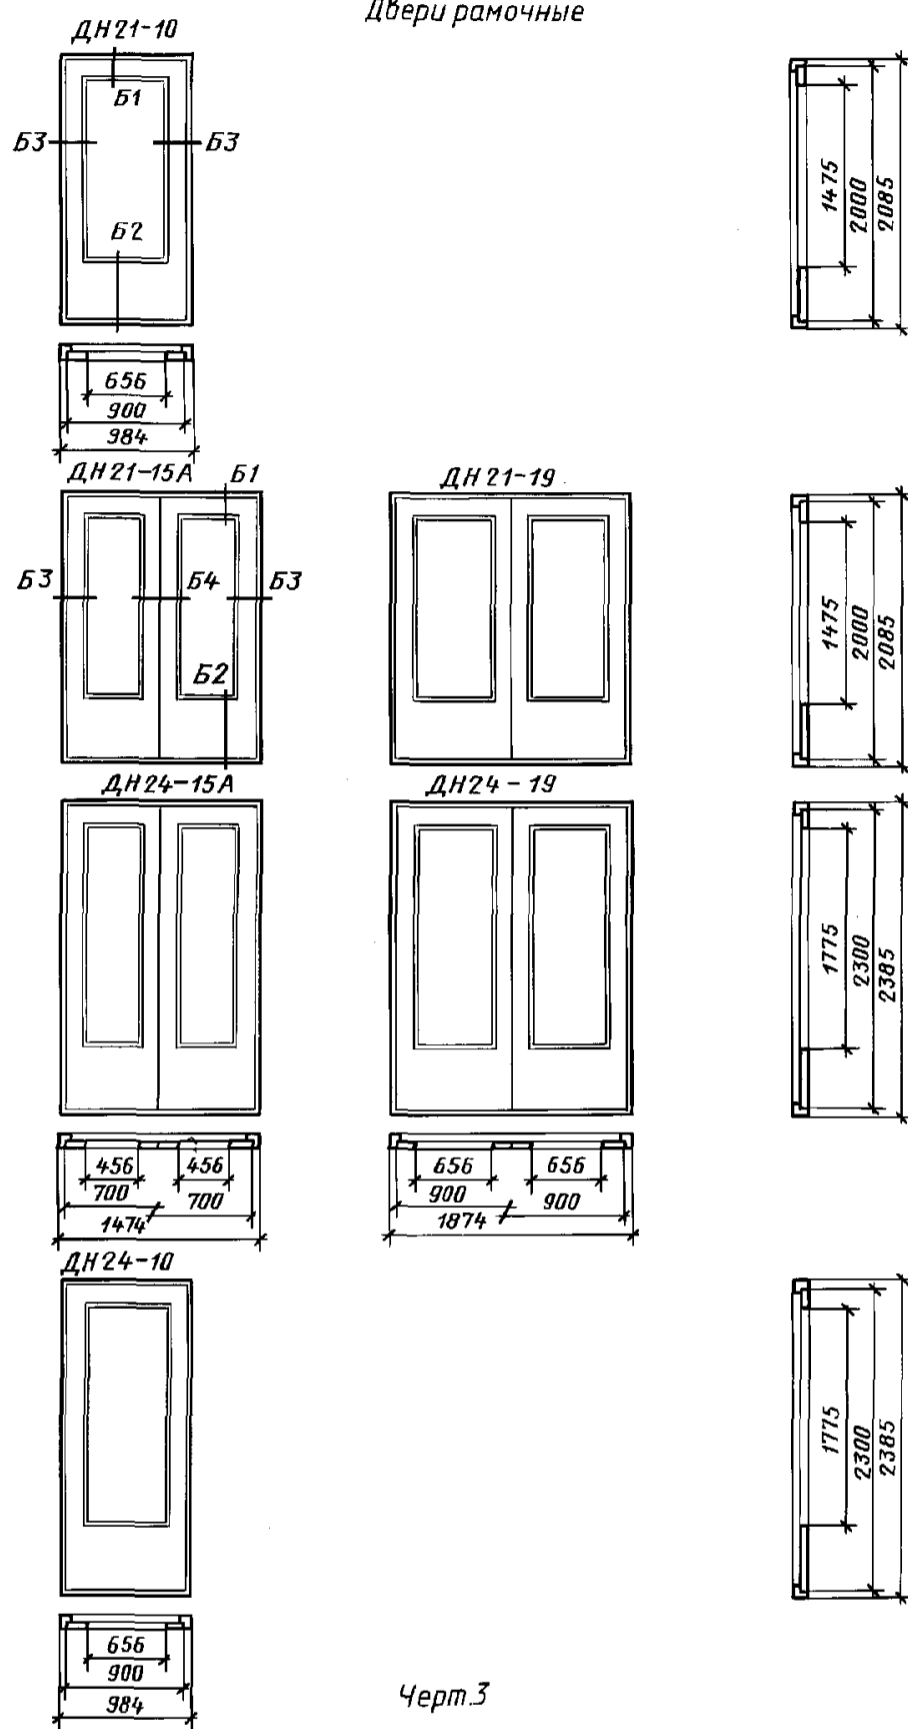 Двери рамочные
ДН21-10
Б1
Б3 Б3
Б2
1475
2000
2085
656
900
984
ДН21-15А Б1
ДН21-19
Б3 Б4 Б3
Б2
1475
2000
2085
ДН24-15А
ДН24-19
1775
2300
2385
456 456
700 700
1474
656 656
900 900
1874
ДН24-10
1775
2300
2385
656
900
984
Черт.3